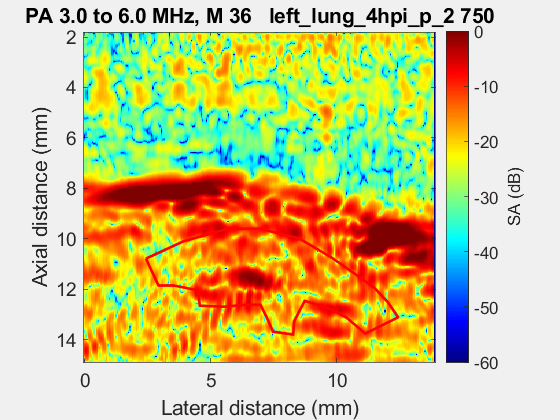 PA 3.0 to 6.0 MHz, M 36 left_lung_4hpi_p_2 750
2
4
6
8
10
12
14
Axial distance (mm)
0 5 10
Lateral distance (mm)
0
-10
-20
-30
-40
-50
-60
SA (dB)